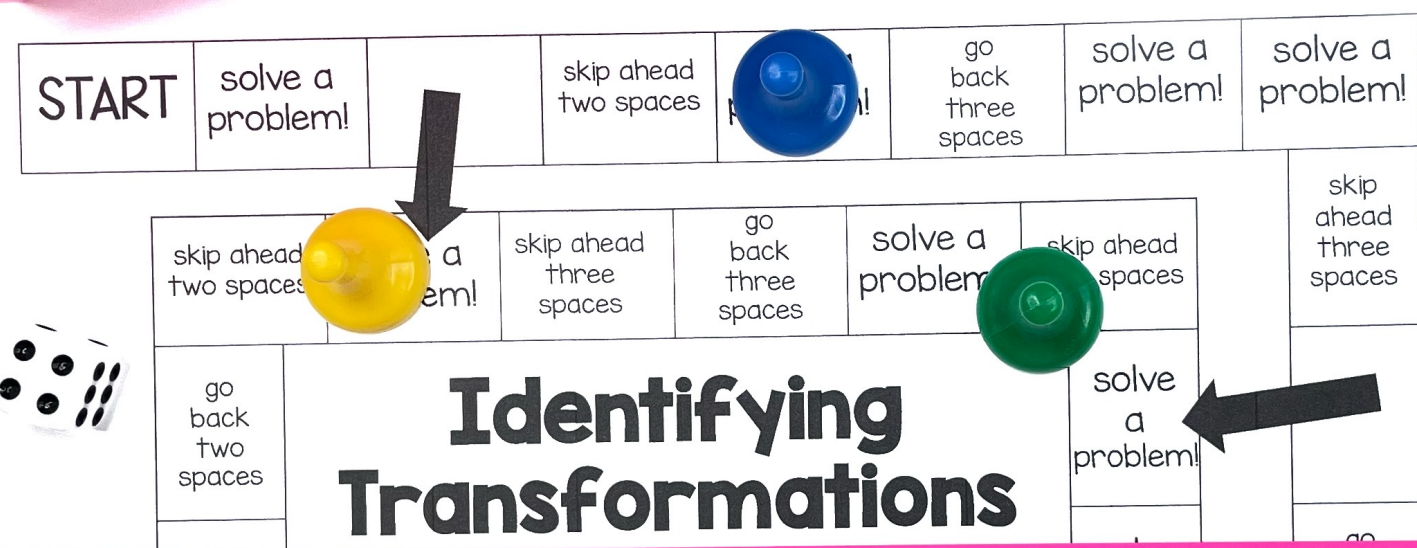 START
solve a
problem!
skip ahead
two spaces
go
back
three
spaces
solve a
problem!
solve a
problem!
skip
ahead
three
spaces
skip ahead
two spaces
a
skip ahead
three
spaces
go
back
three
spaces
solve a
problem
skip ahead
spaces
solve
a
problem!
go
back
two
spaces
Identifying
Transformations